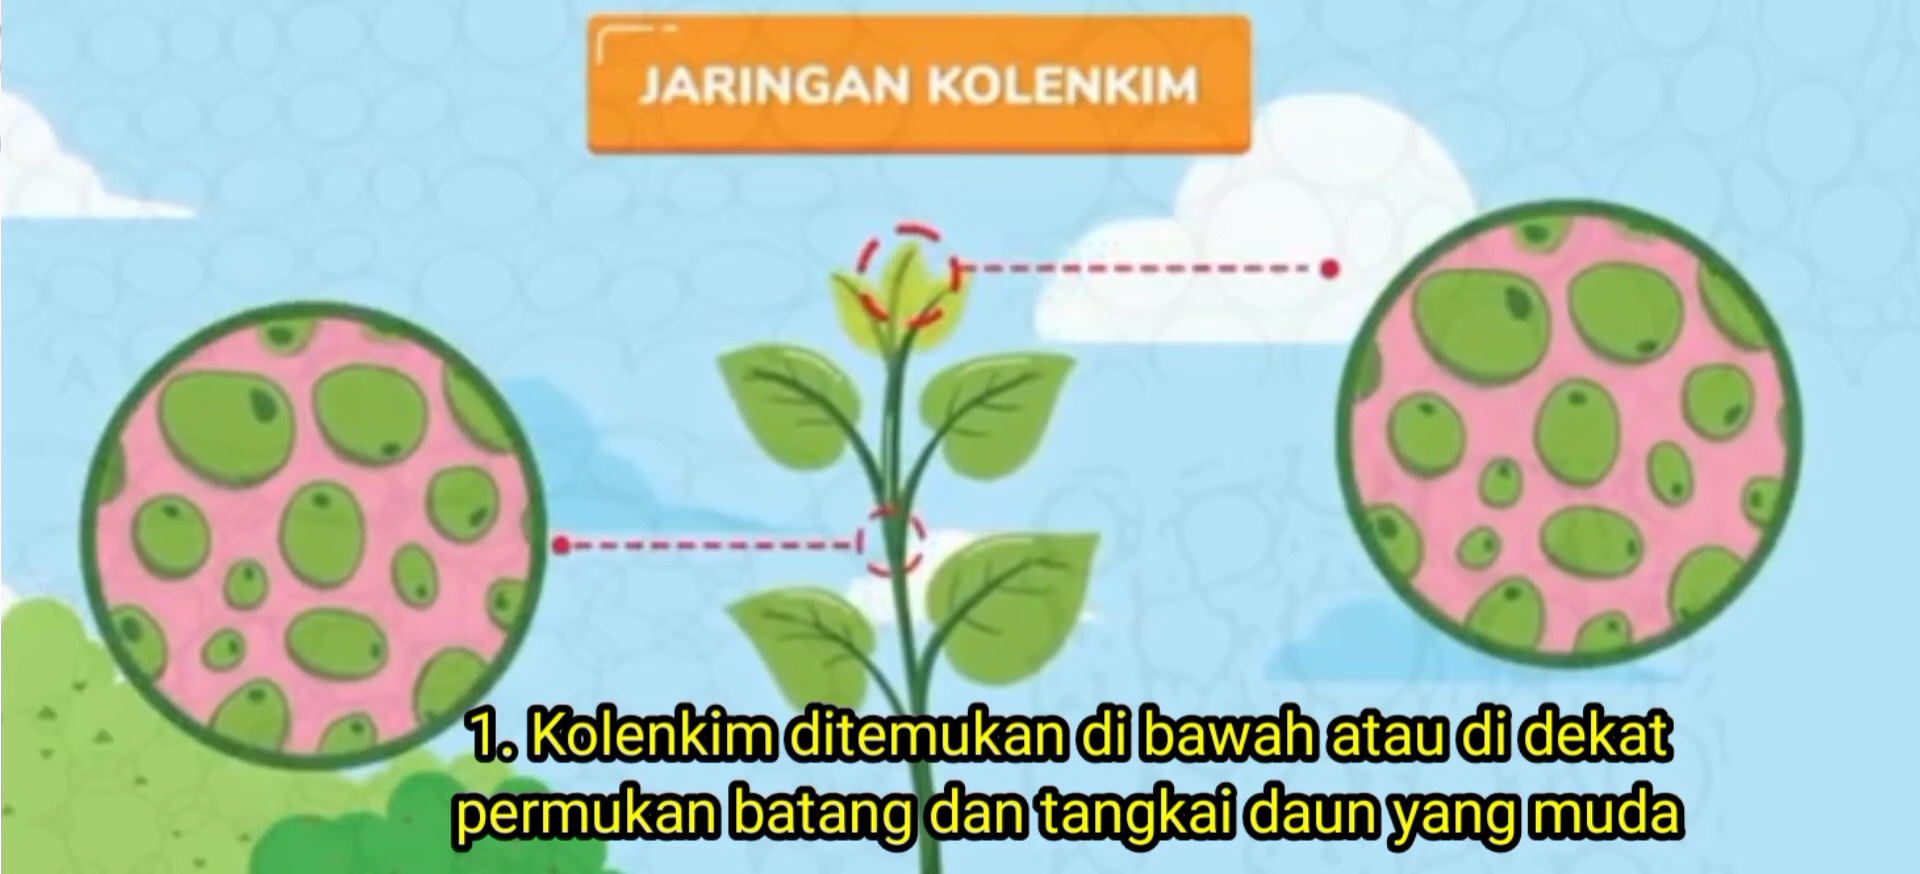 JARINGAN KOLENKIM
1. Kolenkim ditemukan di bawah atau di dekat
permukan batang dan tangkai daun yang muda